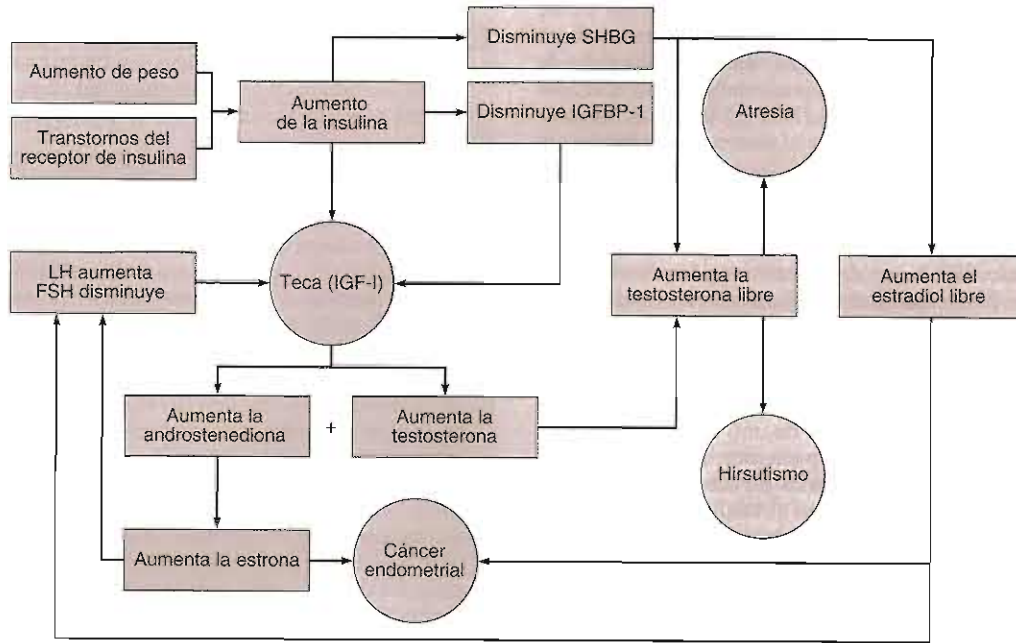 Aumento de peso
Transtornos del
receptor de insulina
Aumento
de la insulina
Disminuye SHBG
Disminuye IGFBP-1
Atresia
LH aumenta
FSH disminuye
Teca (IGF-I)
Aumenta la
testosterona libre
Aumenta el
estradiol libre
Aumenta la
androstenediona
+
Aumenta la
testosterona
Hirsutismo
Aumenta la estrona
Cáncer
endometrial